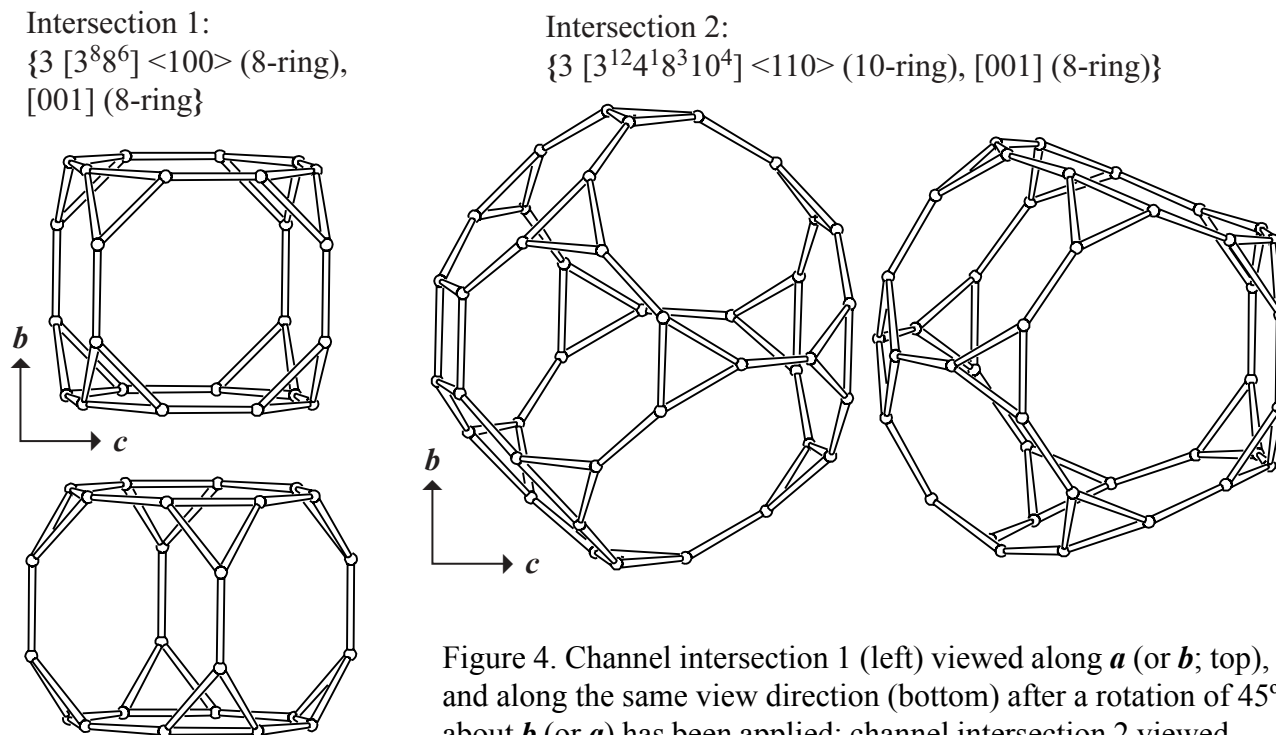 Intersection 1:
{3 [3⁸8⁶] <100> (8-ring),
[001] (8-ring}
Intersection 2:
{3 [3¹²4¹8³10⁴] <110> (10-ring), [001] (8-ring)}
b
c
b
c
Figure 4. Channel intersection 1 (left) viewed along a (or b; top),
and along the same view direction (bottom) after a rotation of 45°
about b (or a) has been applied; channel intersection 2 viewed